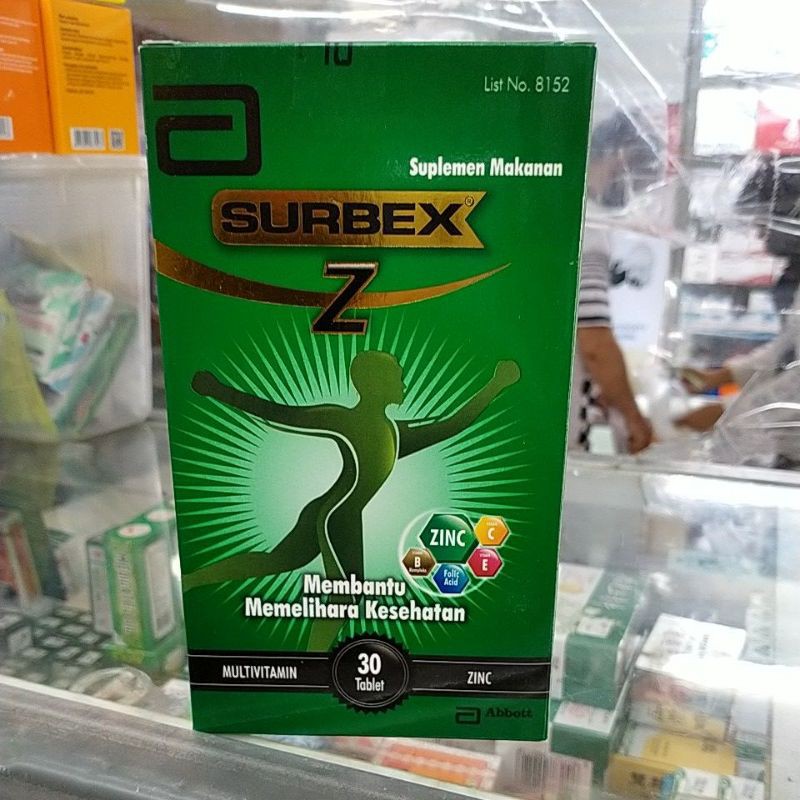 List No. 8152
Suplemen Makanan
SURBEX®
Z
ZINC
C
B
E
Folic
Acid
Membantu
Memelihara Kesehatan
MULTIVITAMIN
30
Tablet
ZINC
Abbott